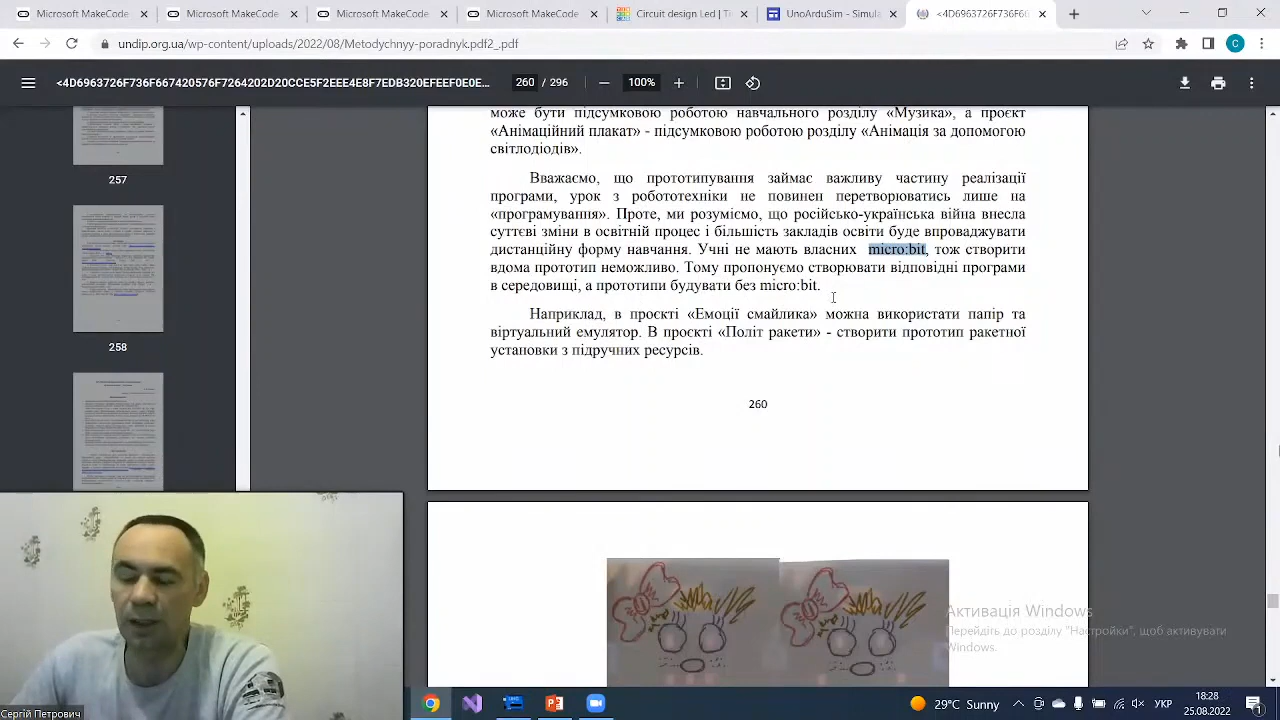 Microsoft MakeCode
Microsoft MakeCode
Microsoft MakeCode
Microsoft MakeCode
Circuit design Led | Ti
UnoArduSim - Simula
<4D6963726F736F66
undip.org.ua/wp-content/uploads/2022/08/Metodychnyy-poradnyk.pdf2_.pdf
<4D6963726F736F667420576F7264202D20CCE5F2EEE4E8F7EDB320EFEEF0E0E...
260 / 296
100%
може бути підсумковою роботою навчального розділу «Музика», а проєкт
«Анімаційний плакат» - підсумковою роботою розділу «Анімація за допомогою
світлодіодів».
257
Вважаємо, що прототипування займає важливу частину реалізації
програми, урок з робототехніки не повинен перетворюватись лише на
«програмування». Проте, ми розуміємо, що російсько-українська війна внесла
суттєві зміни в освітній процес і більшість закладів освіти буде впроваджувати
дистанційну форму навчання. Учні не мають власних micro:bit, тож створити
вдома прототип неможливо. Тому пропонуємо створювати відповідні програми
в середовищі, а прототипи будувати без micro:bit.
Наприклад, в проєкті «Емоції смайлика» можна використати папір та
віртуальний емулятор. В проєкті «Політ ракети» - створити прототип ракетної
установки з підручних ресурсів.
258
260
Активація Windows
Перейдіть до розділу "Настройки", щоб активувати
Windows.
Сергій Петрович
29°C Sunny
УКР
18:28
25.08.2022